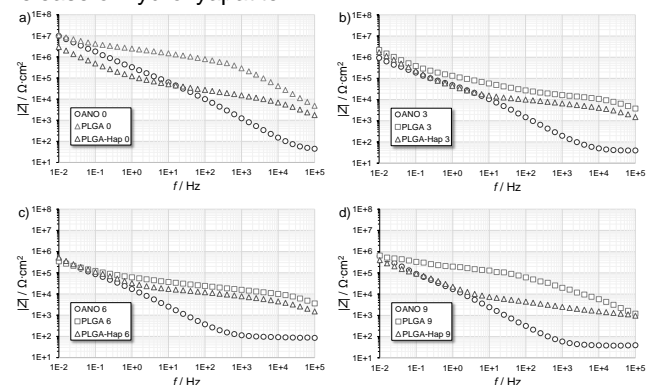 a)
1E+8
1E+7
1E+6
1E+5
1E+4
1E+3
1E+2
1E+1
|Z| / Ω·cm²
ANO 0
PLGA 0
PLGA-Hap 0
1E-2 1E-1 1E+0 1E+1 1E+2 1E+3 1E+4 1E+5
f / Hz
b)
1E+8
1E+7
1E+6
1E+5
1E+4
1E+3
1E+2
1E+1
|Z| / Ω·cm²
ANO 3
PLGA 3
PLGA-Hap 3
1E-2 1E-1 1E+0 1E+1 1E+2 1E+3 1E+4 1E+5
f / Hz
c)
1E+8
1E+7
1E+6
1E+5
1E+4
1E+3
1E+2
1E+1
|Z| / Ω·cm²
ANO 6
PLGA 6
PLGA-Hap 6
1E-2 1E-1 1E+0 1E+1 1E+2 1E+3 1E+4 1E+5
f / Hz
d)
1E+8
1E+7
1E+6
1E+5
1E+4
1E+3
1E+2
1E+1
|Z| / Ω·cm²
ANO 9
PLGA 9
PLGA-Hap 9
1E-2 1E-1 1E+0 1E+1 1E+2 1E+3 1E+4 1E+5
f / Hz